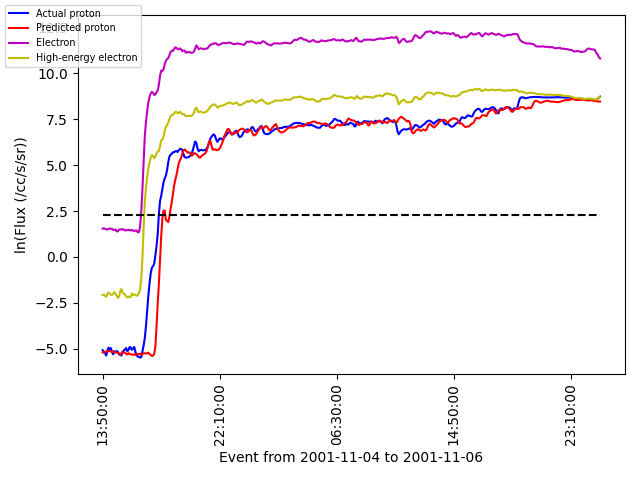 Actual proton
Predicted proton
Electron
High-energy electron
10.0
7.5
5.0
2.5
0.0
−2.5
−5.0
ln(Flux (/cc/s/sr))
13:50:00
22:10:00
06:30:00
14:50:00
23:10:00
Event from 2001-11-04 to 2001-11-06